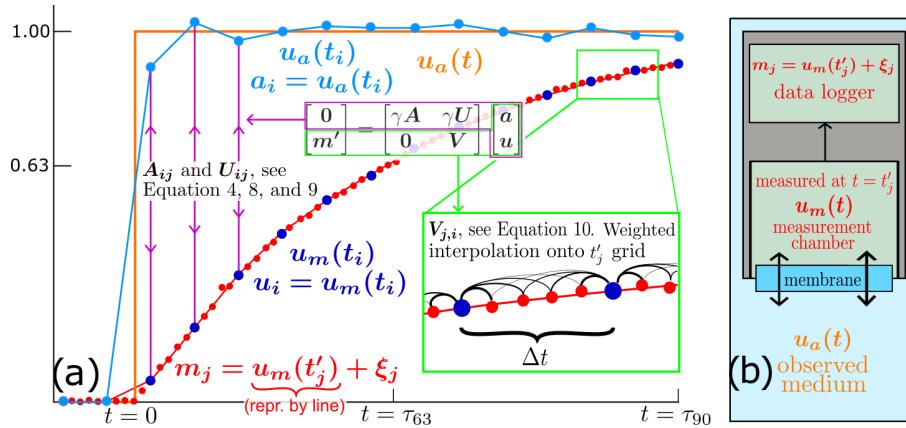 1.00
0.63
u_a(t_i)
a_i = u_a(t_i)
u_a(t)
[0; m′] = [γA γU; 0 V] [a; u]
A_ij and U_ij, see
Equation 4, 8, and 9
u_m(t_i)
u_i = u_m(t_i)
V_j,i, see Equation 10. Weighted
interpolation onto t′_j grid
Δt
m_j = u_m(t′_j) + ξ_j
(repr. by line)
(a)
t = 0
t = τ_63
t = τ_90
m_j = u_m(t′_j) + ξ_j
data logger
measured at t = t′_j
u_m(t)
measurement
chamber
membrane
u_a(t)
observed
medium
(b)